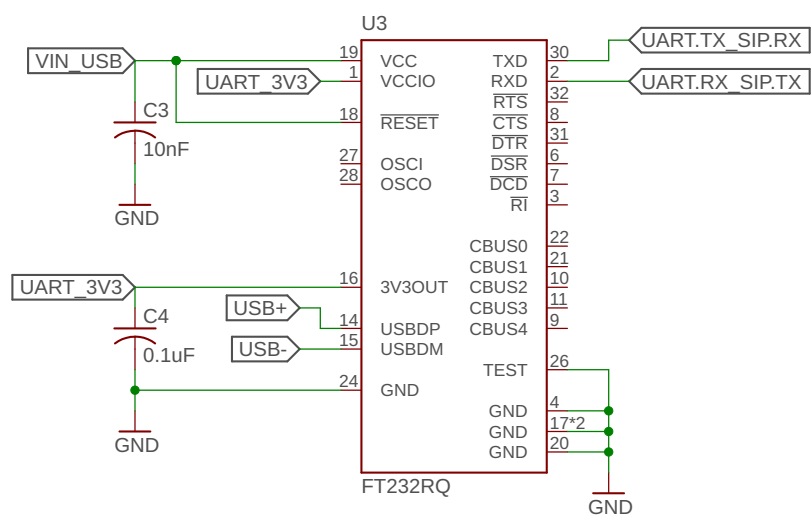 U3
VIN_USB
19 VCC TXD 30 UART.TX_SIP.RX
UART_3V3 1 VCCIO RXD 2 UART.RX_SIP.TX
RTS 32
C3 18 RESET CTS 8
DTR 31
10nF 27 OSCI DSR 6
28 OSCO DCD 7
RI 3
GND
CBUS0 22
CBUS1 21
UART_3V3 16 3V3OUT CBUS2 10
USB+ CBUS3 11
C4 14 USBDP CBUS4 9
USB- 15 USBDM
0.1uF
TEST 26
24 GND
GND 4
GND 17*2
GND
GND 20
FT232RQ
GND